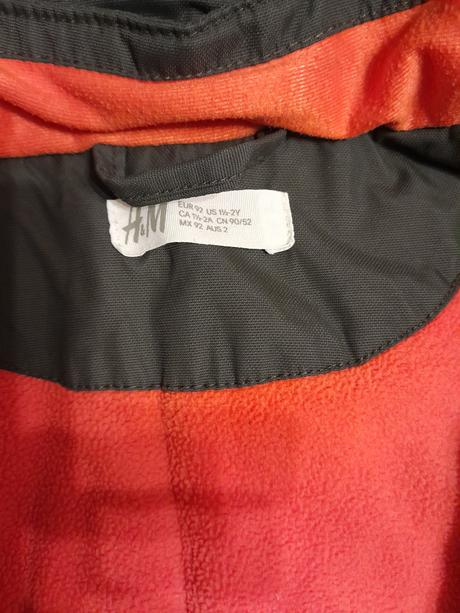 H&M
EUR 92 US 1½-2Y
CA 1½-2A CN 90/52
MX 92 AUS 2